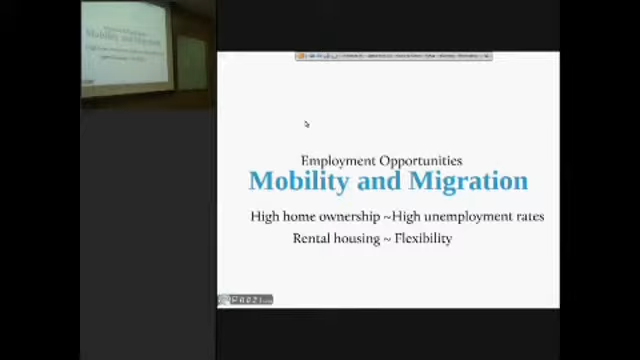 Employment Opportunities
Mobility and Migration
High home ownership ~High unemployment rates
Rental housing ~ Flexibility